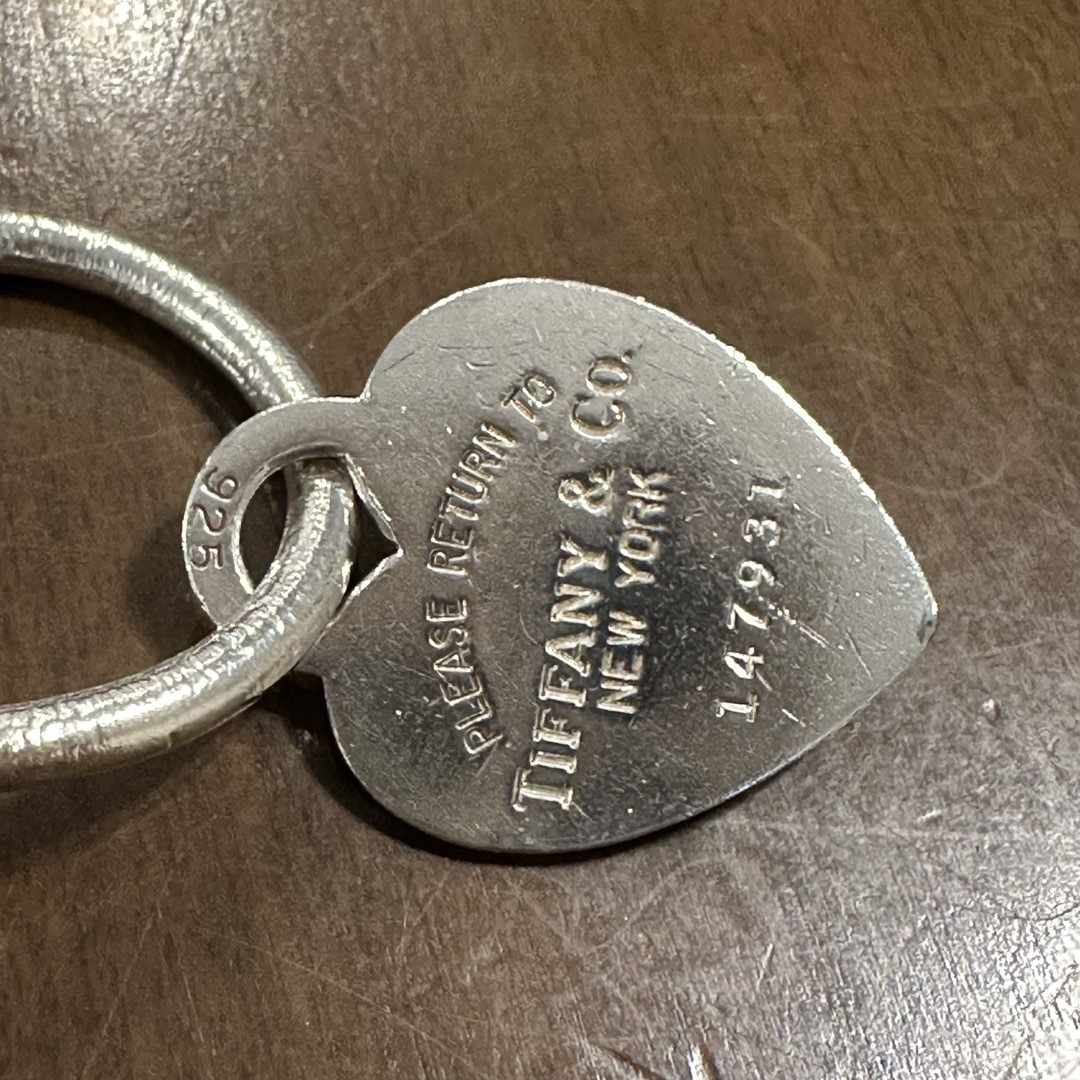 925
PLEASE RETURN TO
TIFFANY & CO.
NEW YORK
147931